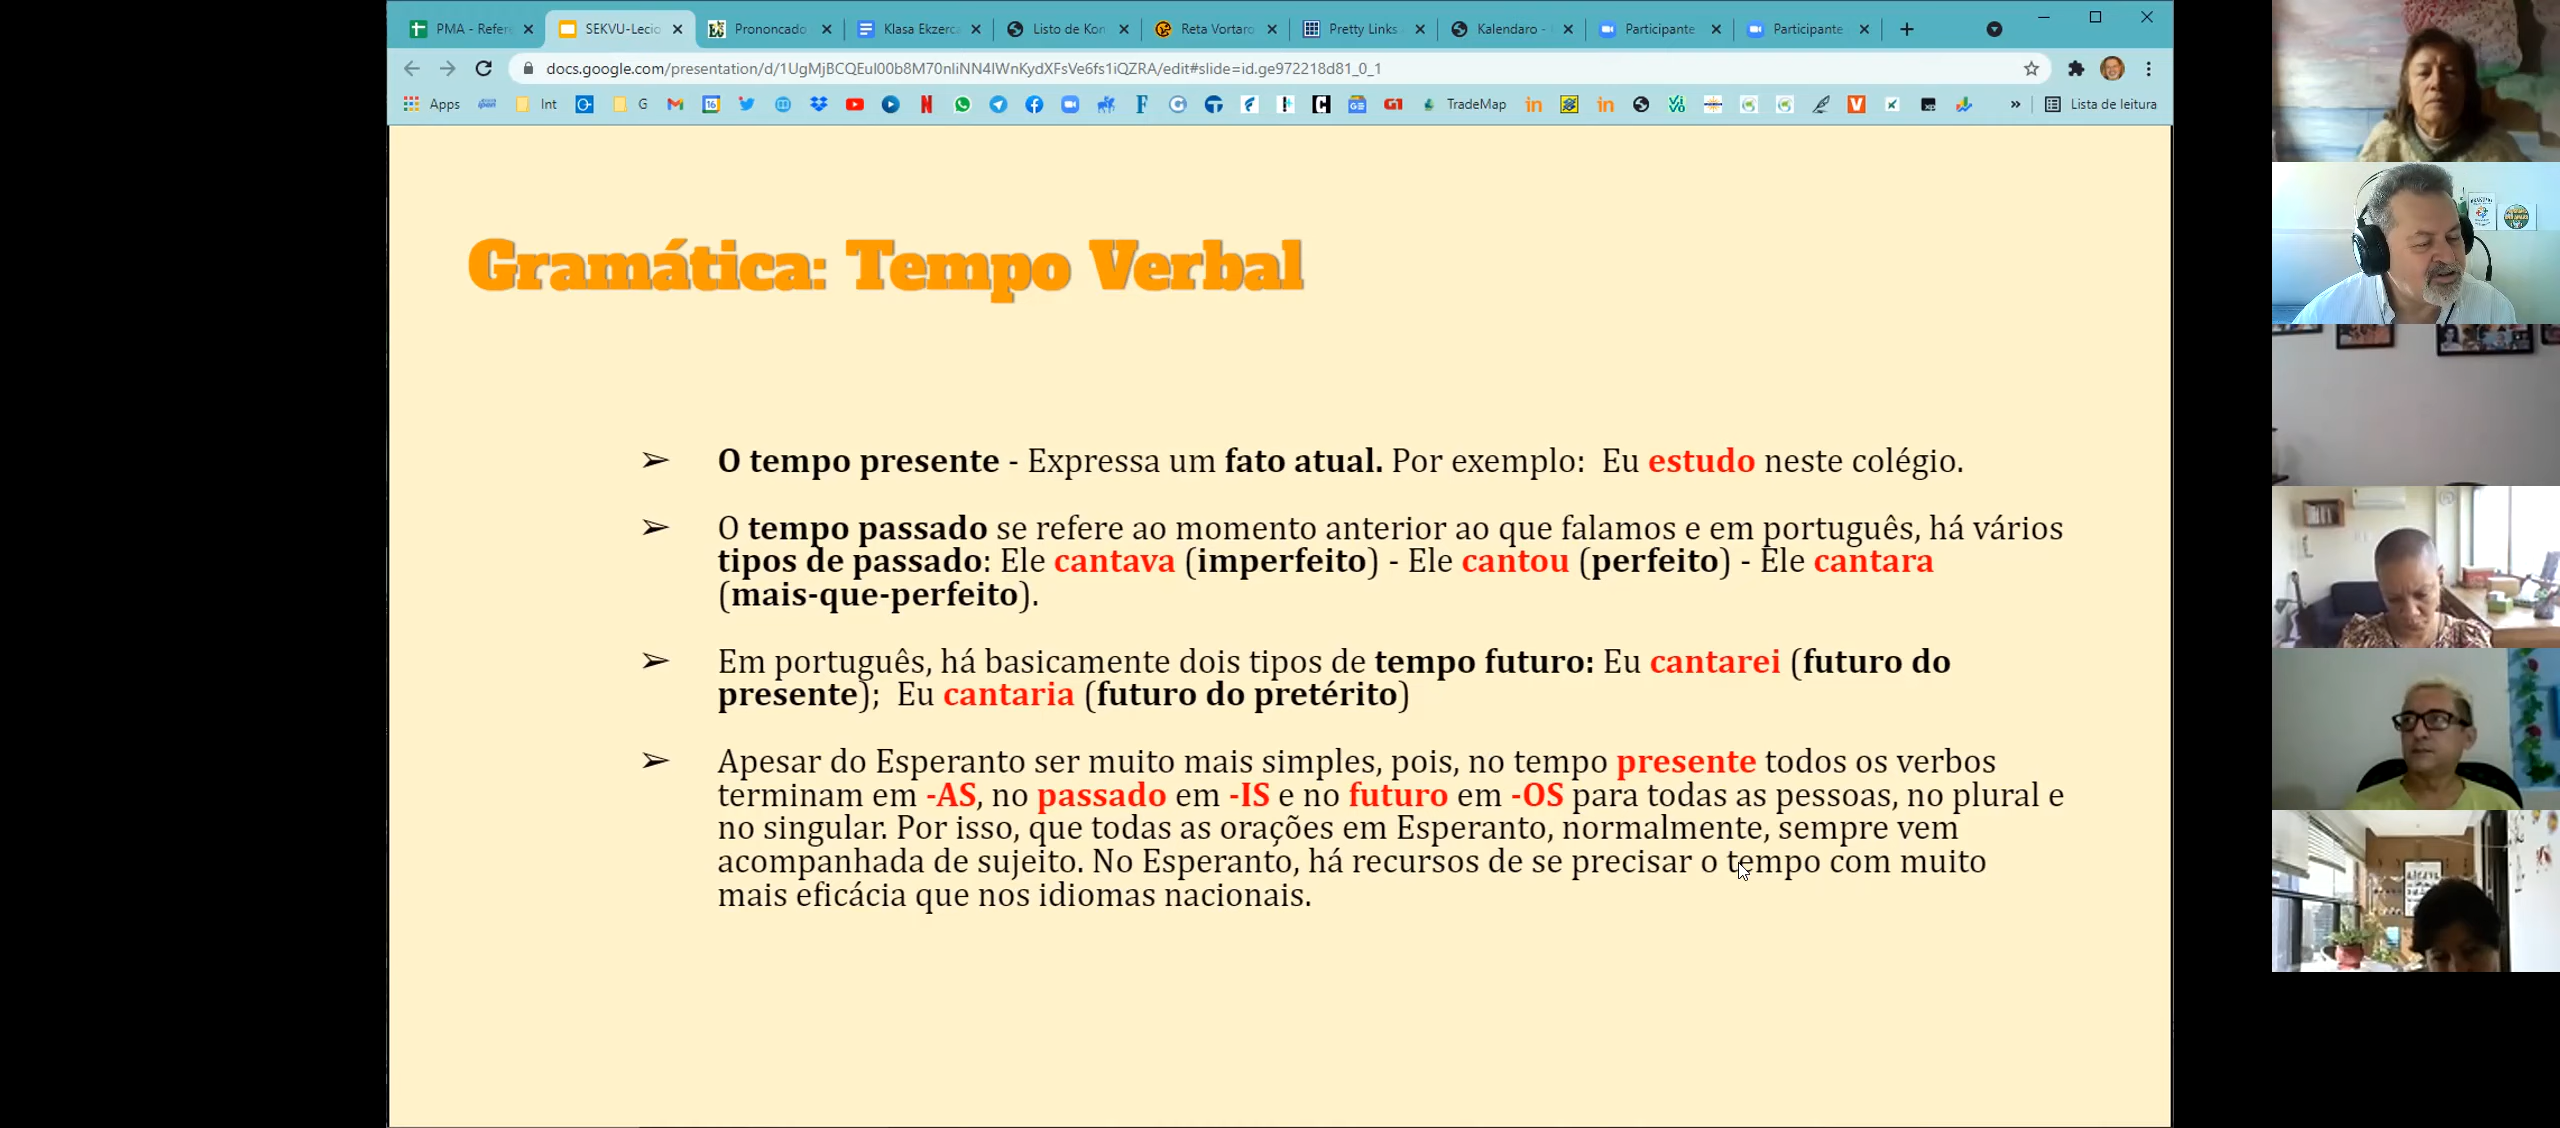 PMA - Refere
SEKVU-Lecio
Prononcado
Klasa Ekzerca
Listo de Kon
Reta Vortaro
Pretty Links
Kalendaro -
Participante
Participante
docs.google.com/presentation/d/1UgMjBCQEul00b8M70nliNN4lWnKydXFsVe6fs1iQZRA/edit#slide=id.ge972218d81_0_1
Apps Int G TradeMap Lista de leitura
Gramática: Tempo Verbal
➢ O tempo presente - Expressa um fato atual. Por exemplo: Eu estudo neste colégio.
➢ O tempo passado se refere ao momento anterior ao que falamos e em português, há vários
tipos de passado: Ele cantava (imperfeito) - Ele cantou (perfeito) - Ele cantara
(mais-que-perfeito).
➢ Em português, há basicamente dois tipos de tempo futuro: Eu cantarei (futuro do
presente); Eu cantaria (futuro do pretérito)
➢ Apesar do Esperanto ser muito mais simples, pois, no tempo presente todos os verbos
terminam em -AS, no passado em -IS e no futuro em -OS para todas as pessoas, no plural e
no singular. Por isso, que todas as orações em Esperanto, normalmente, sempre vem
acompanhada de sujeito. No Esperanto, há recursos de se precisar o tempo com muito
mais eficácia que nos idiomas nacionais.